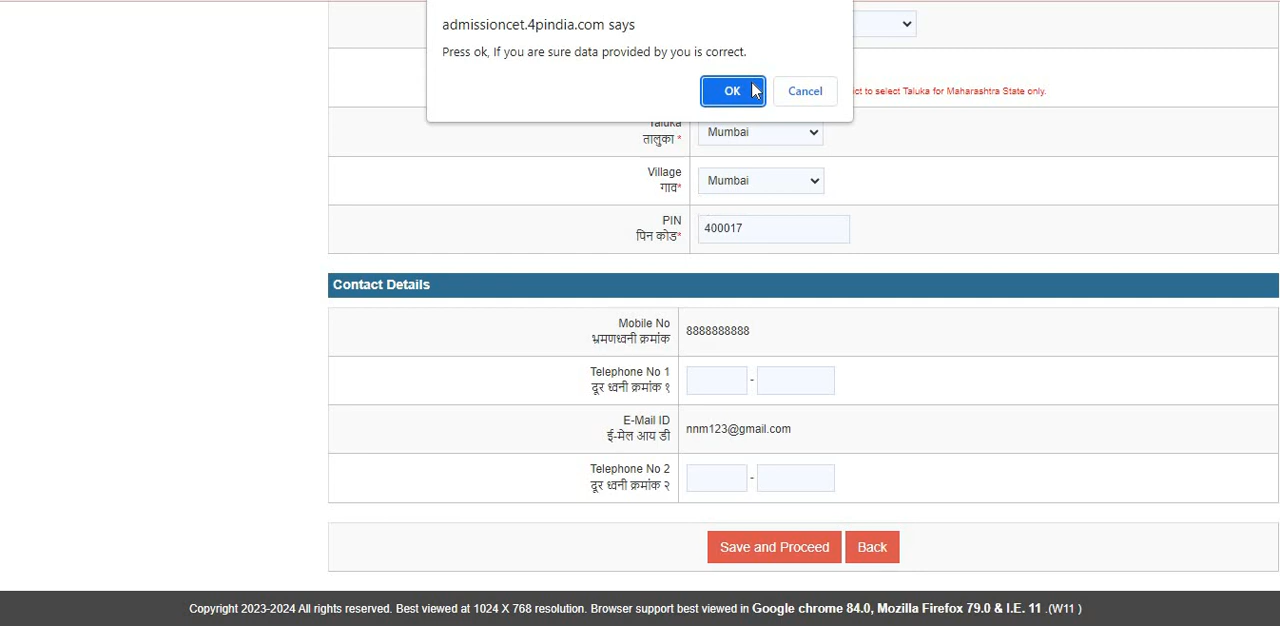 admissioncet.4pindia.com says
Press ok, If you are sure data provided by you is correct.
OK
Cancel
ct to select Taluka for Maharashtra State only.
Taluka
तालुका *
Mumbai
Village
गाव*
Mumbai
PIN
पिन कोड*
400017
Contact Details
Mobile No
भ्रमणध्वनी क्रमांक
8888888888
Telephone No 1
दूर ध्वनी क्रमांक १
-
E-Mail ID
ई-मेल आय डी
nnm123@gmail.com
Telephone No 2
दूर ध्वनी क्रमांक २
-
Save and Proceed
Back
Copyright 2023-2024 All rights reserved. Best viewed at 1024 X 768 resolution. Browser support best viewed in Google chrome 84.0, Mozilla Firefox 79.0 & I.E. 11 .(W11 )